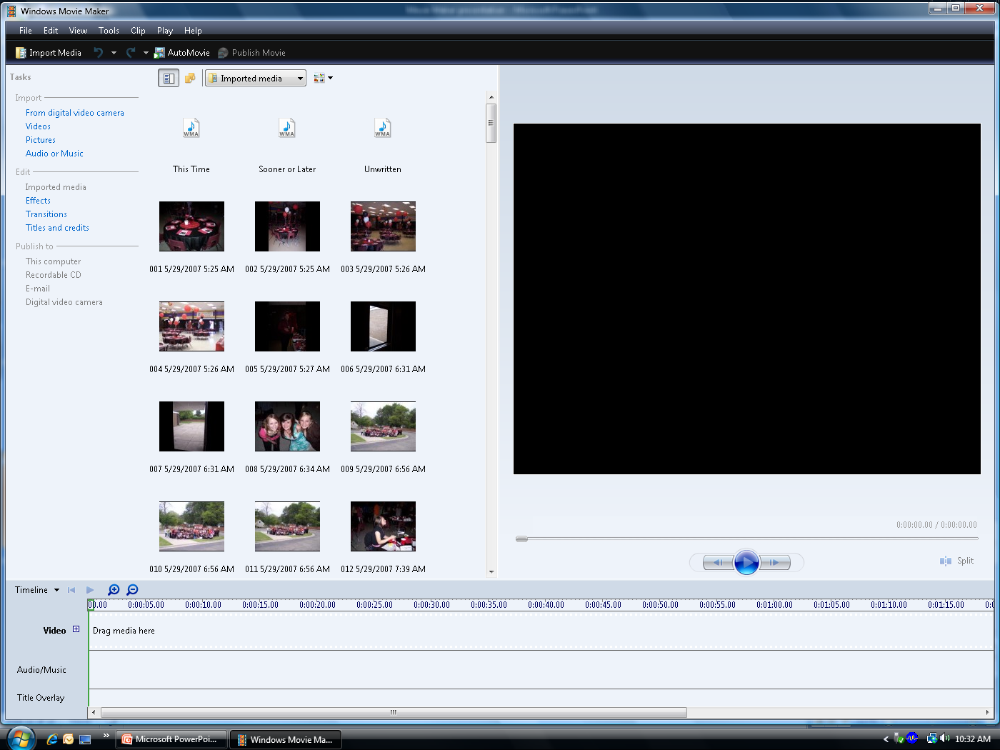 Windows Movie Maker
File Edit View Tools Clip Play Help
Import Media AutoMovie Publish Movie
Tasks
Import
From digital video camera
Videos
Pictures
Audio or Music
Edit
Imported media
Effects
Transitions
Titles and credits
Publish to
This computer
Recordable CD
E-mail
Digital video camera
Imported media
WMA WMA WMA
This Time Sooner or Later Unwritten
001 5/29/2007 5:25 AM 002 5/29/2007 5:25 AM 003 5/29/2007 5:26 AM
004 5/29/2007 5:26 AM 005 5/29/2007 5:27 AM 006 5/29/2007 6:31 AM
007 5/29/2007 6:31 AM 008 5/29/2007 6:34 AM 009 5/29/2007 6:56 AM
010 5/29/2007 6:56 AM 011 5/29/2007 6:56 AM 012 5/29/2007 7:39 AM
0:00:00.00 / 0:00:00.00
Split
Timeline
00.00 0:00:05.00 0:00:10.00 0:00:15.00 0:00:20.00 0:00:25.00 0:00:30.00 0:00:35.00 0:00:40.00 0:00:45.00 0:00:50.00 0:00:55.00 0:01:00.00 0:01:05.00 0:01:10.00 0:01:15.00 0:0
Video Drag media here
Audio/Music
Title Overlay
Microsoft PowerPoi... Windows Movie Ma... 10:32 AM